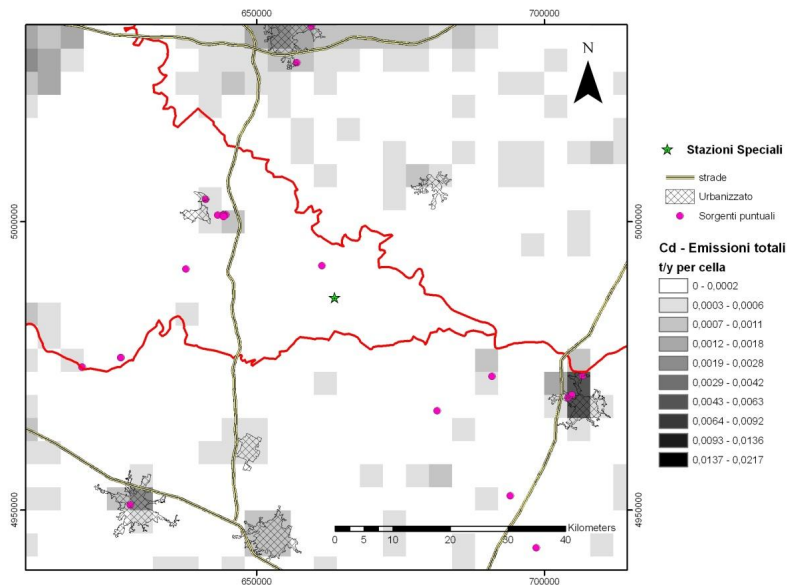 650000
700000
N
5000000
5000000
Stazioni Speciali
strade
Urbanizzato
Sorgenti puntuali
Cd - Emissioni totali
t/y per cella
0 - 0,0002
0,0003 - 0,0006
0,0007 - 0,0011
0,0012 - 0,0018
0,0019 - 0,0028
0,0029 - 0,0042
0,0043 - 0,0063
0,0064 - 0,0092
0,0093 - 0,0136
0,0137 - 0,0217
4950000
4950000
Kilometers
0 5 10 20 30 40
650000
700000